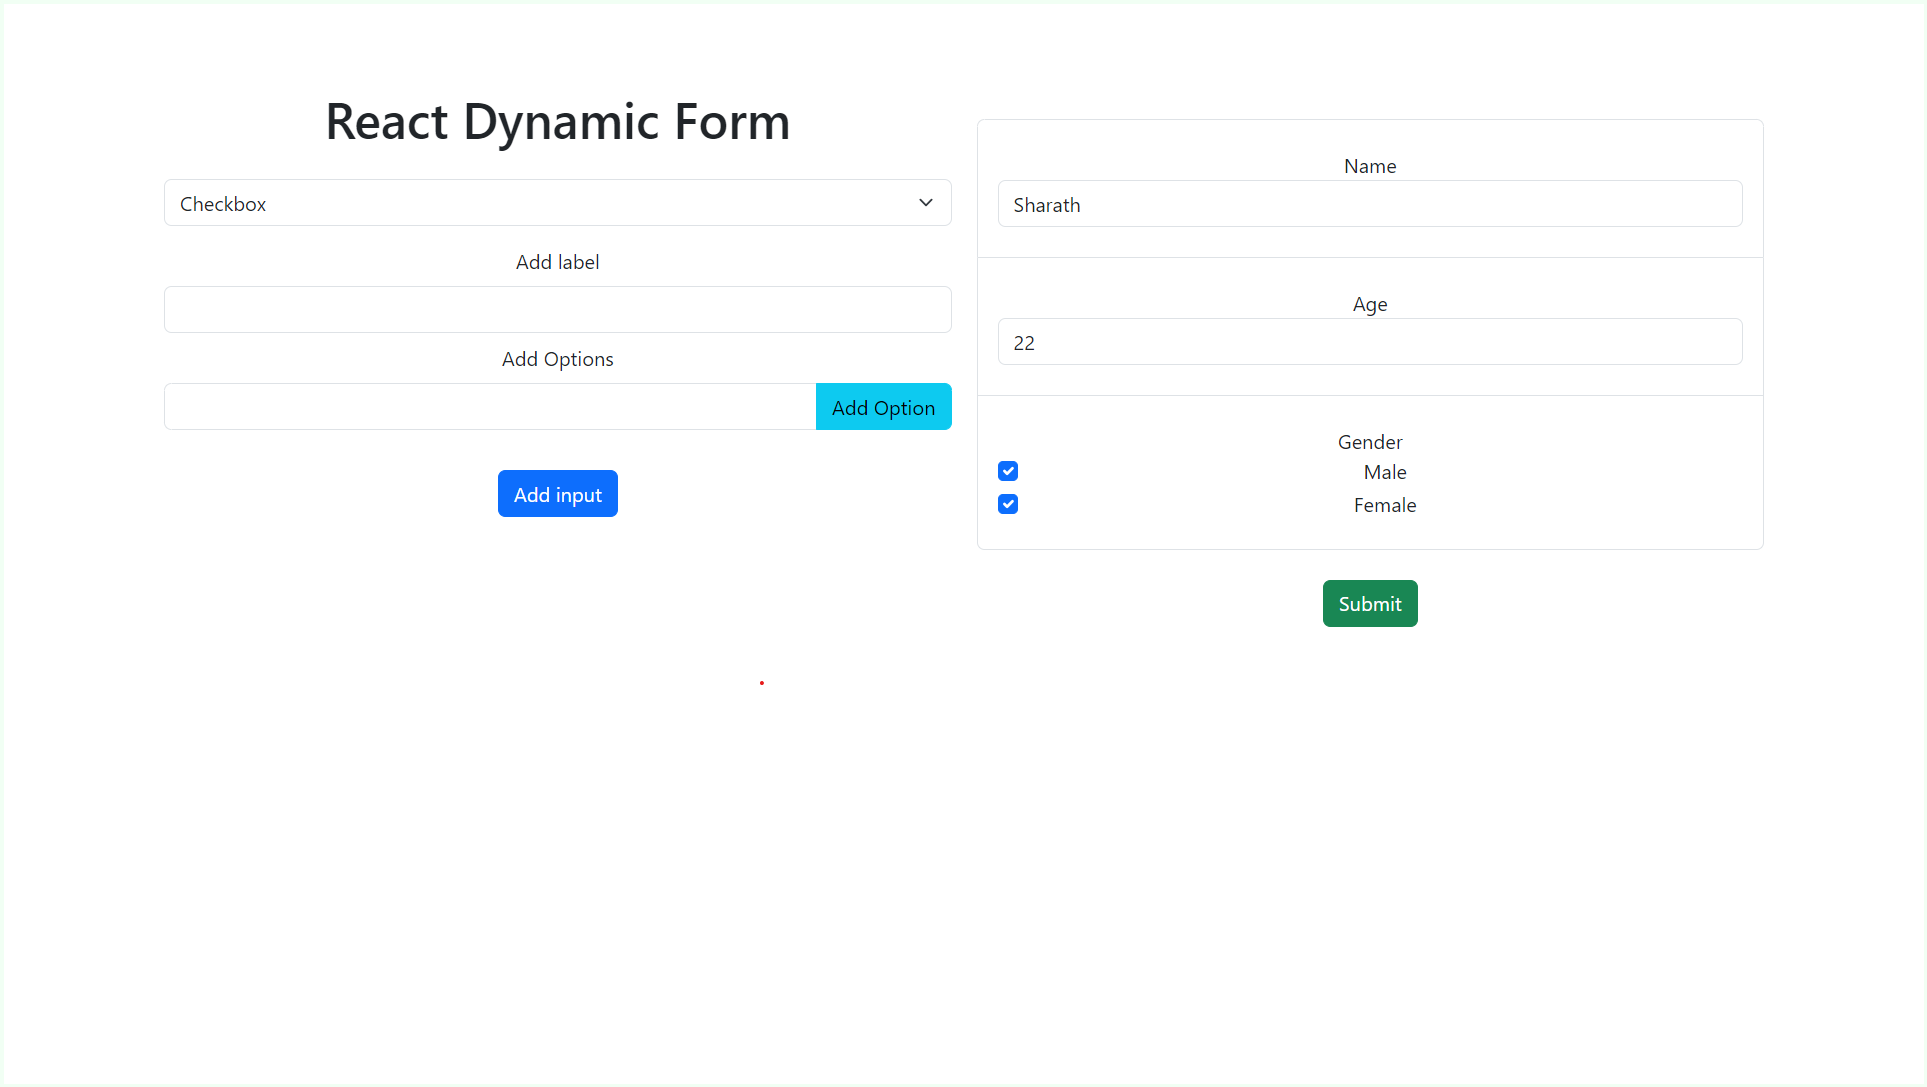 React Dynamic Form
Checkbox
Add label
Add Options
Add Option
Add input
Name
Sharath
Age
22
Gender
Male
Female
Submit